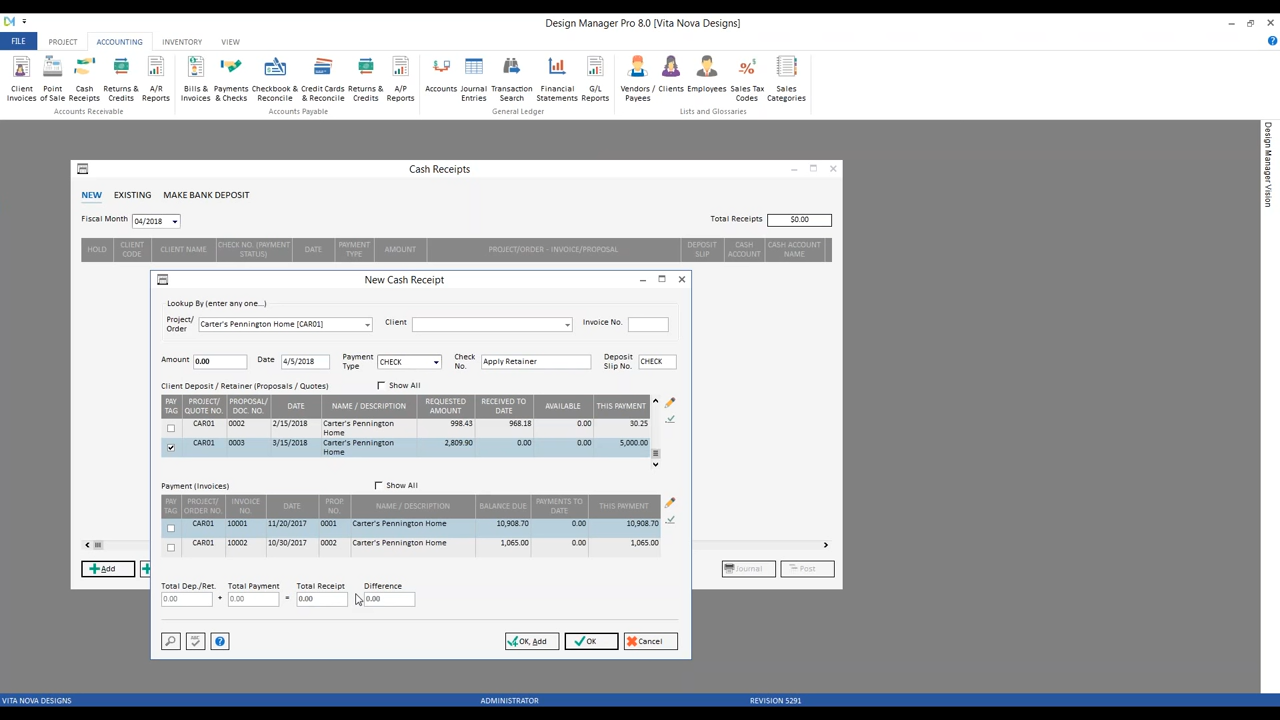 Design Manager Pro 8.0 [Vita Nova Designs]
FILE PROJECT ACCOUNTING INVENTORY VIEW
Client Invoices
Point of Sale
Cash Receipts
Returns & Credits
A/R Reports
Bills & Invoices
Payments & Checks
Checkbook & Reconcile
Credit Cards & Reconcile
Returns & Credits
A/P Reports
Accounts
Journal Entries
Transaction Search
Financial Statements
G/L Reports
Vendors / Payees
Clients
Employees
Sales Tax Codes
Sales Categories
Accounts Receivable
Accounts Payable
General Ledger
Lists and Glossaries
Design Manager Vision
Cash Receipts
NEW EXISTING MAKE BANK DEPOSIT
Fiscal Month 04/2018 Total Receipts $0.00
HOLD CLIENT CODE CLIENT NAME CHECK NO. (PAYMENT STATUS) DATE PAYMENT TYPE AMOUNT PROJECT/ORDER - INVOICE/PROPOSAL DEPOSIT SLIP CASH ACCOUNT CASH ACCOUNT NAME
New Cash Receipt
Lookup By (enter any one...)
Project/ Order Carter's Pennington Home [CAR01] Client Invoice No.
Amount 0.00 Date 4/5/2018 Payment Type CHECK Check No. Apply Retainer Deposit Slip No. CHECK
Client Deposit / Retainer (Proposals / Quotes) Show All
PAY TAG PROJECT/ QUOTE NO. PROPOSAL/ DOC. NO. DATE NAME / DESCRIPTION REQUESTED AMOUNT RECEIVED TO DATE AVAILABLE THIS PAYMENT
CAR01 0002 2/15/2018 Carter's Pennington Home 998.43 968.18 0.00 30.25
CAR01 0003 3/15/2018 Carter's Pennington Home 2,809.90 0.00 0.00 5,000.00
Payment (Invoices) Show All
PAY TAG PROJECT/ ORDER NO. INVOICE NO. DATE PROP. NO. NAME / DESCRIPTION BALANCE DUE PAYMENTS TO DATE THIS PAYMENT
CAR01 10001 11/20/2017 0001 Carter's Pennington Home 10,908.70 0.00 10,908.70
CAR01 10002 10/30/2017 0002 Carter's Pennington Home 1,065.00 0.00 1,065.00
Add Journal Post
Total Dep./Ret. Total Payment Total Receipt Difference
0.00 + 0.00 = 0.00 0.00
OK, Add OK Cancel
VITA NOVA DESIGNS ADMINISTRATOR REVISION 5291